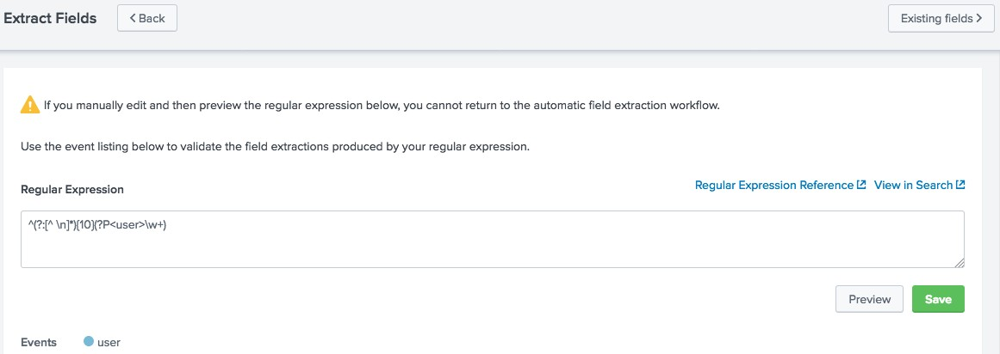 Extract Fields
Back
Existing fields
If you manually edit and then preview the regular expression below, you cannot return to the automatic field extraction workflow.
Use the event listing below to validate the field extractions produced by your regular expression.
Regular Expression
Regular Expression Reference View in Search
^(?:[^ \n]*){10}(?P<user>\w+)
Preview
Save
Events user